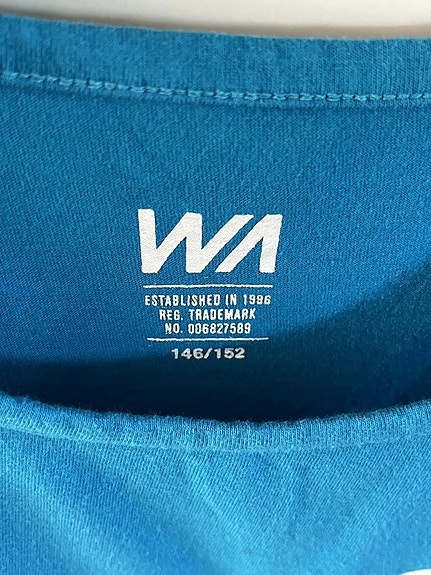 WA
ESTABLISHED IN 1996
REG. TRADEMARK
NO. 006827589
146/152